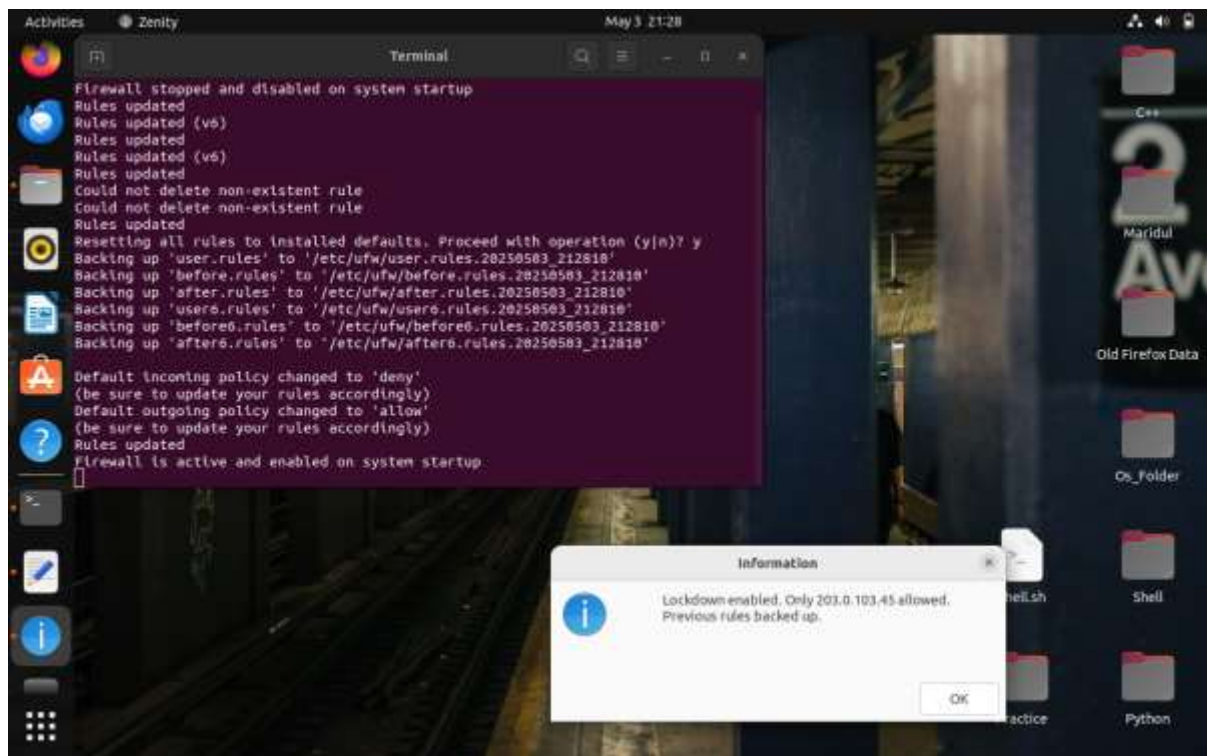 Activities Zenity May 3 21:28
Terminal
Firewall stopped and disabled on system startup
Rules updated
Rules updated (v6)
Rules updated
Rules updated (v6)
Rules updated
Could not delete non-existent rule
Could not delete non-existent rule
Rules updated
Resetting all rules to installed defaults. Proceed with operation (y|n)? y
Backing up 'user.rules' to '/etc/ufw/user.rules.20250503_212810'
Backing up 'before.rules' to '/etc/ufw/before.rules.20250503_212810'
Backing up 'after.rules' to '/etc/ufw/after.rules.20250503_212810'
Backing up 'user6.rules' to '/etc/ufw/user6.rules.20250503_212810'
Backing up 'before6.rules' to '/etc/ufw/before6.rules.20250503_212810'
Backing up 'after6.rules' to '/etc/ufw/after6.rules.20250503_212810'
Default incoming policy changed to 'deny'
(be sure to update your rules accordingly)
Default outgoing policy changed to 'allow'
(be sure to update your rules accordingly)
Rules updated
Firewall is active and enabled on system startup
C++
2
Maridul
Av
Old Firefox Data
Os_Folder
hell.sh
Shell
Information
Lockdown enabled. Only 203.0.103.45 allowed.
Previous rules backed up.
OK
ractice
Python